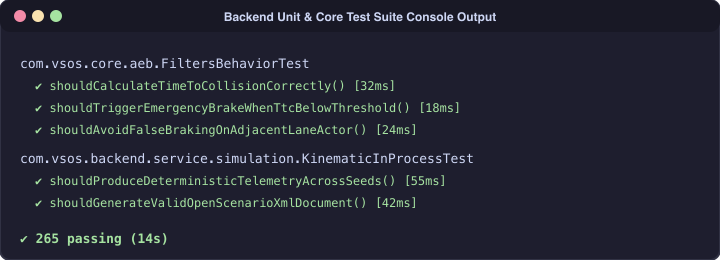 Backend Unit & Core Test Suite Console Output
com.vsos.core.aeb.FiltersBehaviorTest
✔ shouldCalculateTimeToCollisionCorrectly() [32ms]
✔ shouldTriggerEmergencyBrakeWhenTtcBelowThreshold() [18ms]
✔ shouldAvoidFalseBrakingOnAdjacentLaneActor() [24ms]
com.vsos.backend.service.simulation.KinematicInProcessTest
✔ shouldProduceDeterministicTelemetryAcrossSeeds() [55ms]
✔ shouldGenerateValidOpenScenarioXmlDocument() [42ms]
✔ 265 passing (14s)